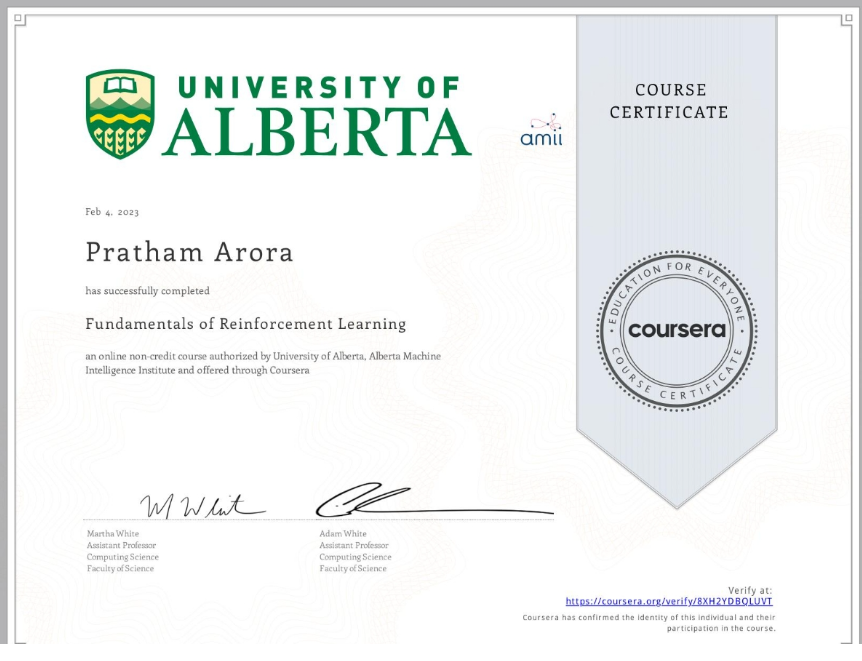 UNIVERSITY OF
ALBERTA
amii
COURSE
CERTIFICATE
Feb 4, 2023
Pratham Arora
has successfully completed
Fundamentals of Reinforcement Learning
an online non-credit course authorized by University of Alberta, Alberta Machine
Intelligence Institute and offered through Coursera
EDUCATION FOR EVERYONE
coursera
COURSE CERTIFICATE
M White
Martha White
Assistant Professor
Computing Science
Faculty of Science
Adam White
Assistant Professor
Computing Science
Faculty of Science
Verify at:
https://coursera.org/verify/8XH2YDBQLUVT
Coursera has confirmed the identity of this individual and their
participation in the course.